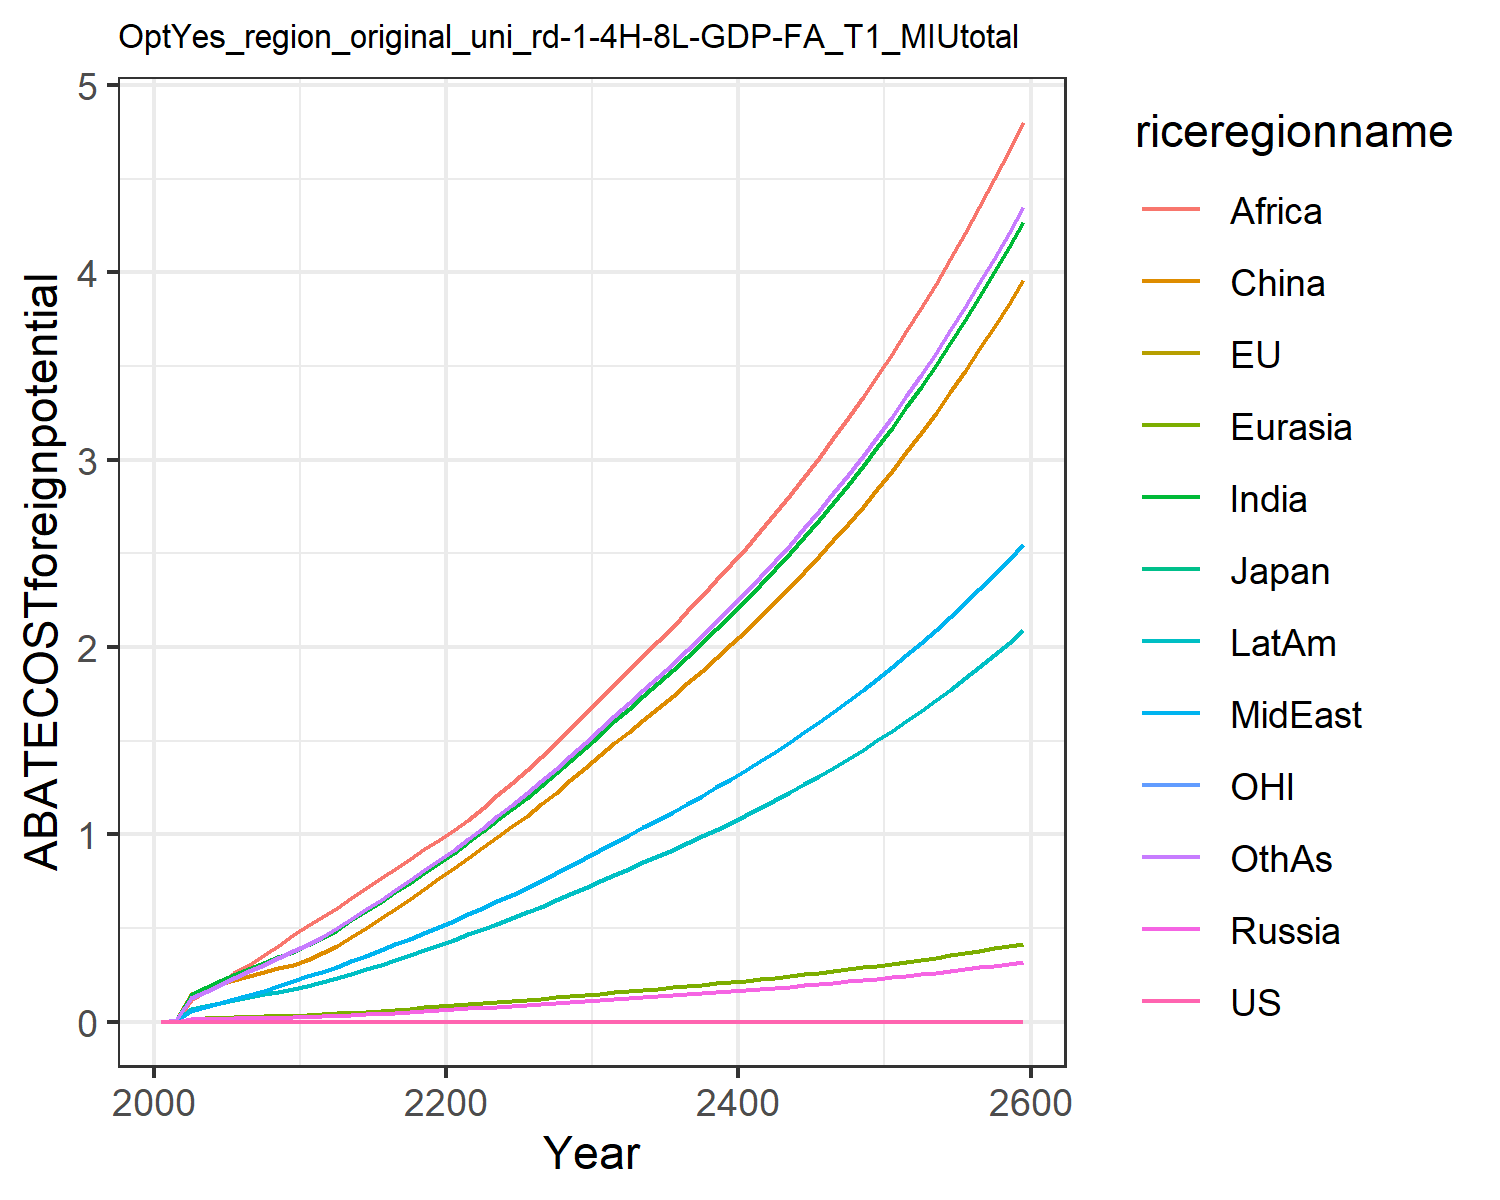 OptYes_region_original_uni_rd-1-4H-8L-GDP-FA_T1_MIUtotal
ABATECOSTforeignpotential
5
4
3
2
1
0
2000
2200
2400
2600
Year
riceregionname
Africa
China
EU
Eurasia
India
Japan
LatAm
MidEast
OHI
OthAs
Russia
US